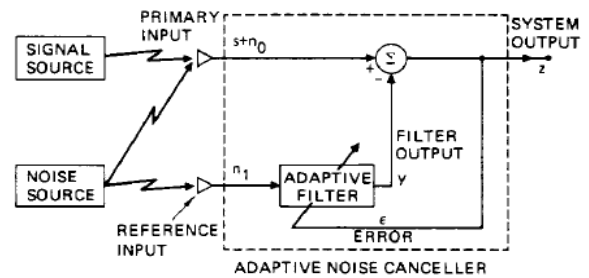 PRIMARY
INPUT
SYSTEM
OUTPUT
SIGNAL
SOURCE
s+n₀
+
Σ
−
z
FILTER
OUTPUT
NOISE
SOURCE
n₁
ADAPTIVE
FILTER
y
REFERENCE
INPUT
ϵ
ERROR
ADAPTIVE NOISE CANCELLER